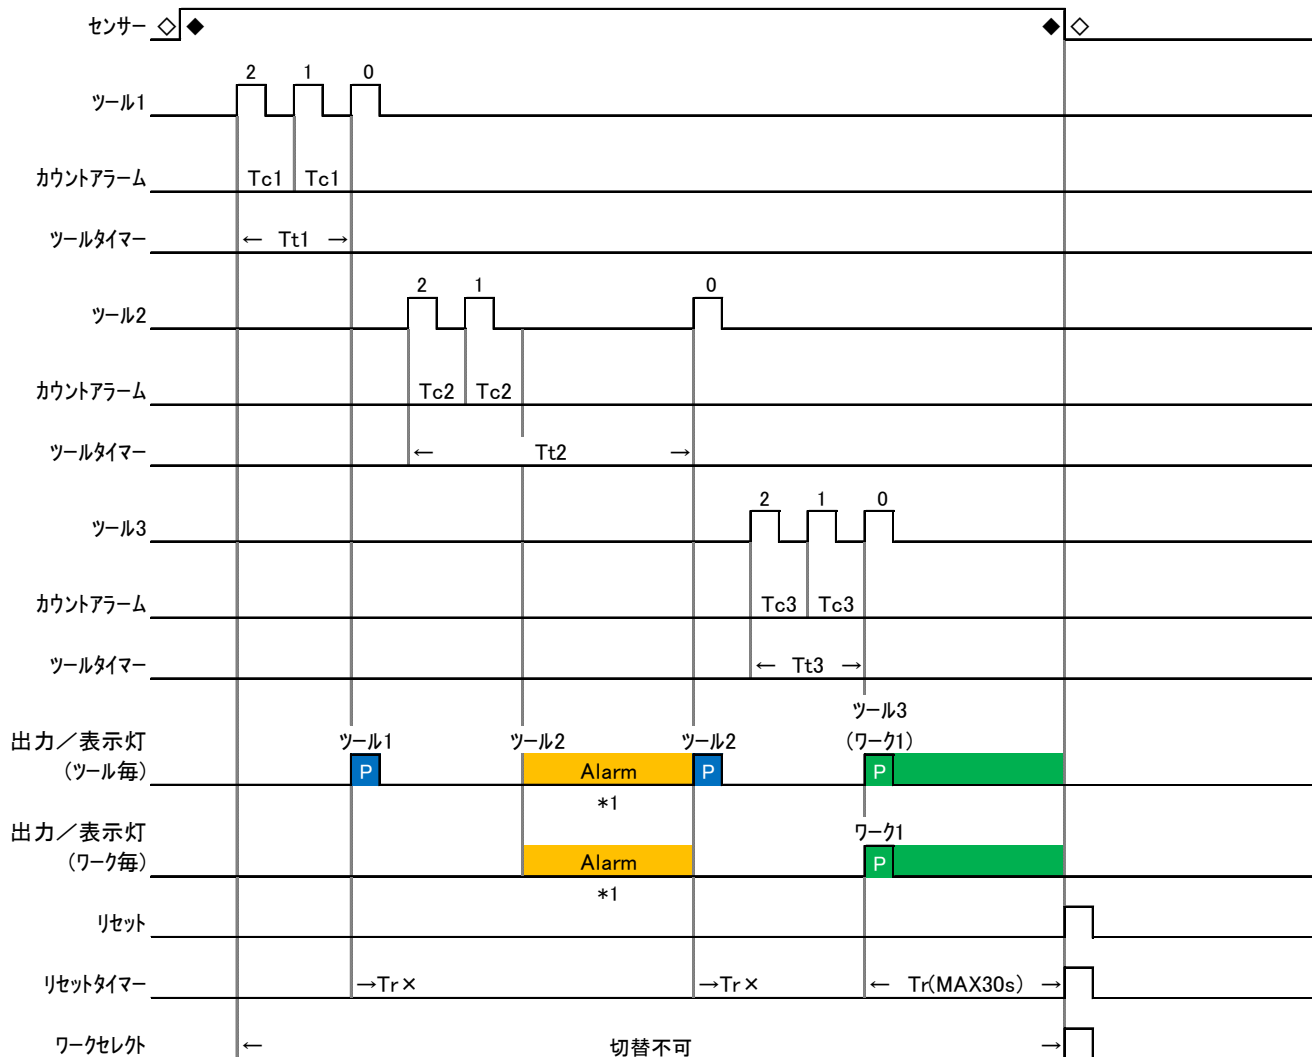 センサー ◇ ◆ ◆ ◇
2 1 0
ツール1
カウントアラーム Tc1 Tc1
ツールタイマー ← Tt1 →
2 1 0
ツール2
カウントアラーム Tc2 Tc2
ツールタイマー ← Tt2 →
2 1 0
ツール3
カウントアラーム Tc3 Tc3
ツールタイマー ← Tt3 →
ツール3
出力／表示灯 ツール1 ツール2 ツール2 (ワーク1)
(ツール毎) P Alarm P P
*1
出力／表示灯 ワーク1
(ワーク毎) Alarm P
*1
リセット
リセットタイマー →Tr× →Tr× ← Tr(MAX30s) →
ワークセレクト ← 切替不可 →